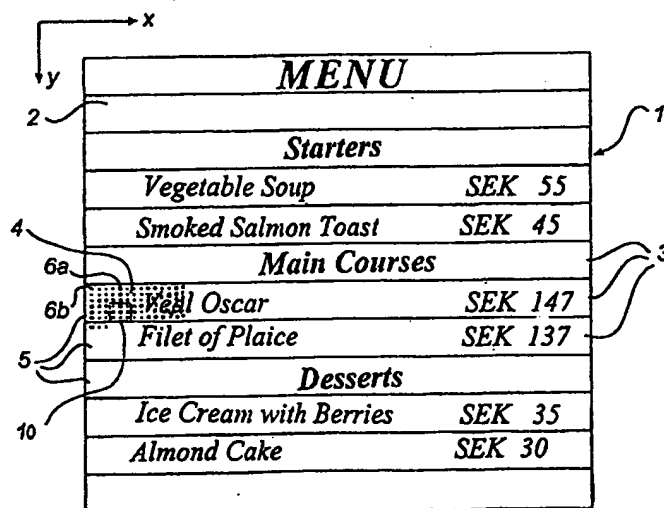 x
y
MENU
2
1
Starters
Vegetable Soup SEK 55
4 Smoked Salmon Toast SEK 45
6a Main Courses 3
6b Veal Oscar SEK 147
5 Filet of Plaice SEK 137
Desserts
10 Ice Cream with Berries SEK 35
Almond Cake SEK 30